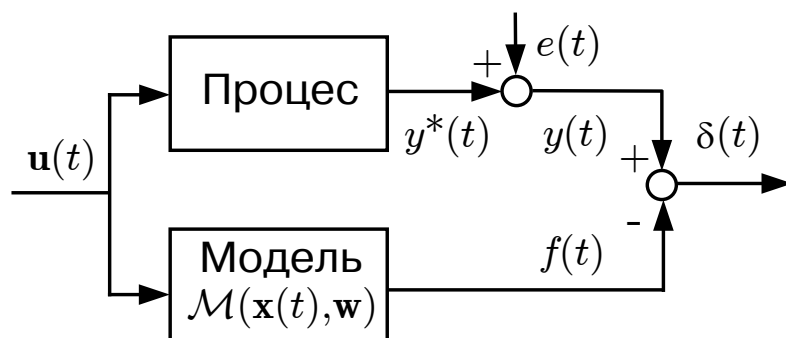 e(t)
Процес
+
y*(t)
y(t)
u(t)
+
δ(t)
-
Модель
f(t)
ℳ(x(t),w)